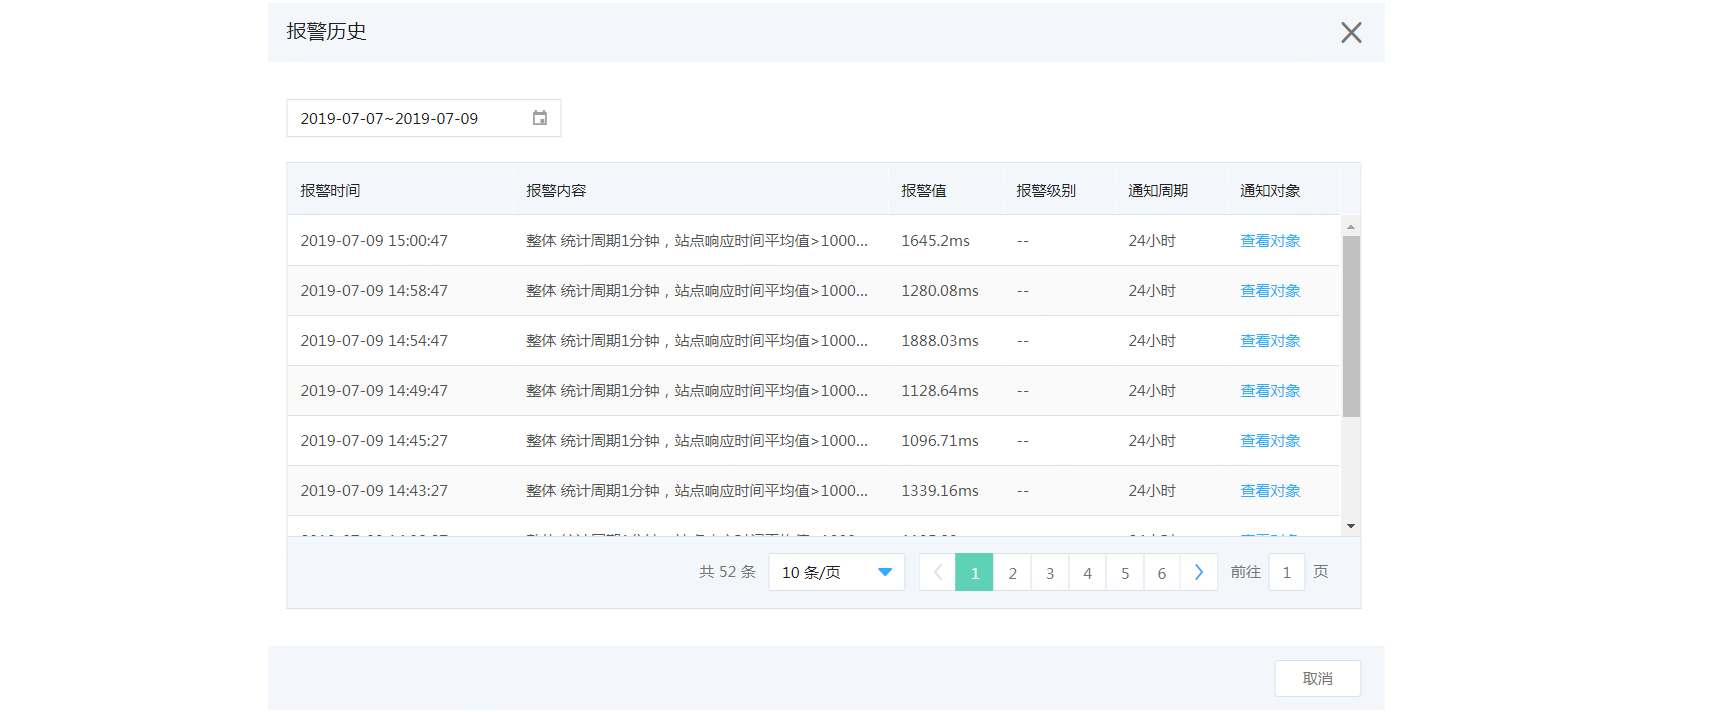 报警历史
2019-07-07~2019-07-09
报警时间 报警内容 报警值 报警级别 通知周期 通知对象
2019-07-09 15:00:47 整体 统计周期1分钟，站点响应时间平均值>1000... 1645.2ms -- 24小时 查看对象
2019-07-09 14:58:47 整体 统计周期1分钟，站点响应时间平均值>1000... 1280.08ms -- 24小时 查看对象
2019-07-09 14:54:47 整体 统计周期1分钟，站点响应时间平均值>1000... 1888.03ms -- 24小时 查看对象
2019-07-09 14:49:47 整体 统计周期1分钟，站点响应时间平均值>1000... 1128.64ms -- 24小时 查看对象
2019-07-09 14:45:27 整体 统计周期1分钟，站点响应时间平均值>1000... 1096.71ms -- 24小时 查看对象
2019-07-09 14:43:27 整体 统计周期1分钟，站点响应时间平均值>1000... 1339.16ms -- 24小时 查看对象
共 52 条 10 条/页 1 2 3 4 5 6 前往 1 页
取消